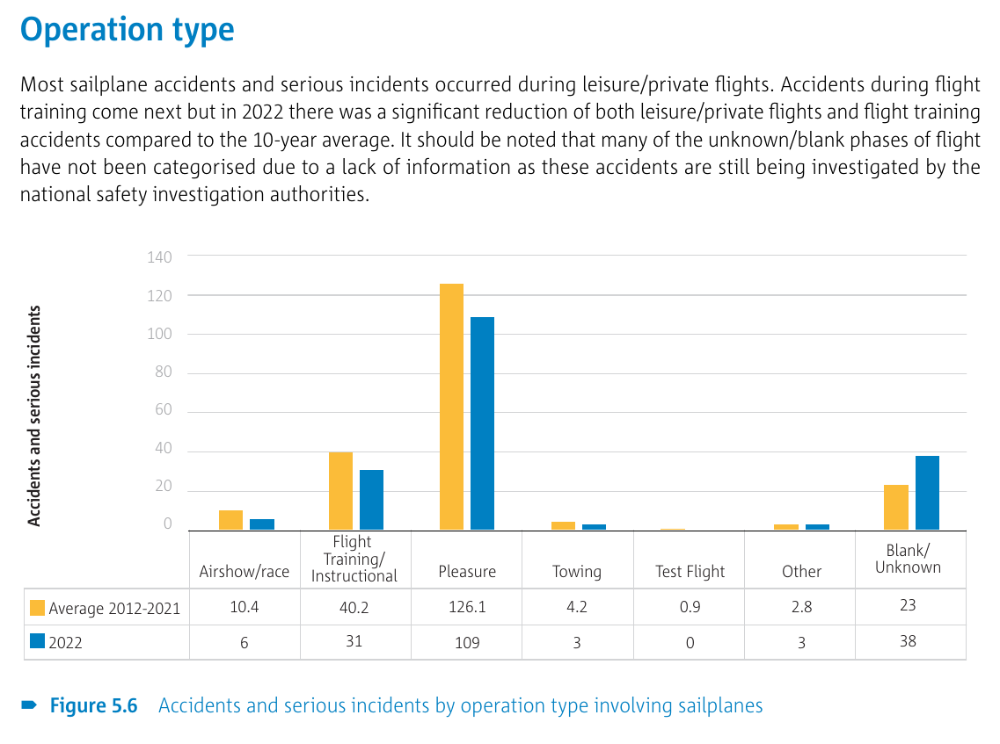 Operation type
Most sailplane accidents and serious incidents occurred during leisure/private flights. Accidents during flight
training come next but in 2022 there was a significant reduction of both leisure/private flights and flight training
accidents compared to the 10-year average. It should be noted that many of the unknown/blank phases of flight
have not been categorised due to a lack of information as these accidents are still being investigated by the
national safety investigation authorities.
Accidents and serious incidents
140
120
100
80
60
40
20
0
Airshow/race
Flight
Training/
Instructional
Pleasure
Towing
Test Flight
Other
Blank/
Unknown
Average 2012-2021 10.4 40.2 126.1 4.2 0.9 2.8 23
2022 6 31 109 3 0 3 38
Figure 5.6 Accidents and serious incidents by operation type involving sailplanes